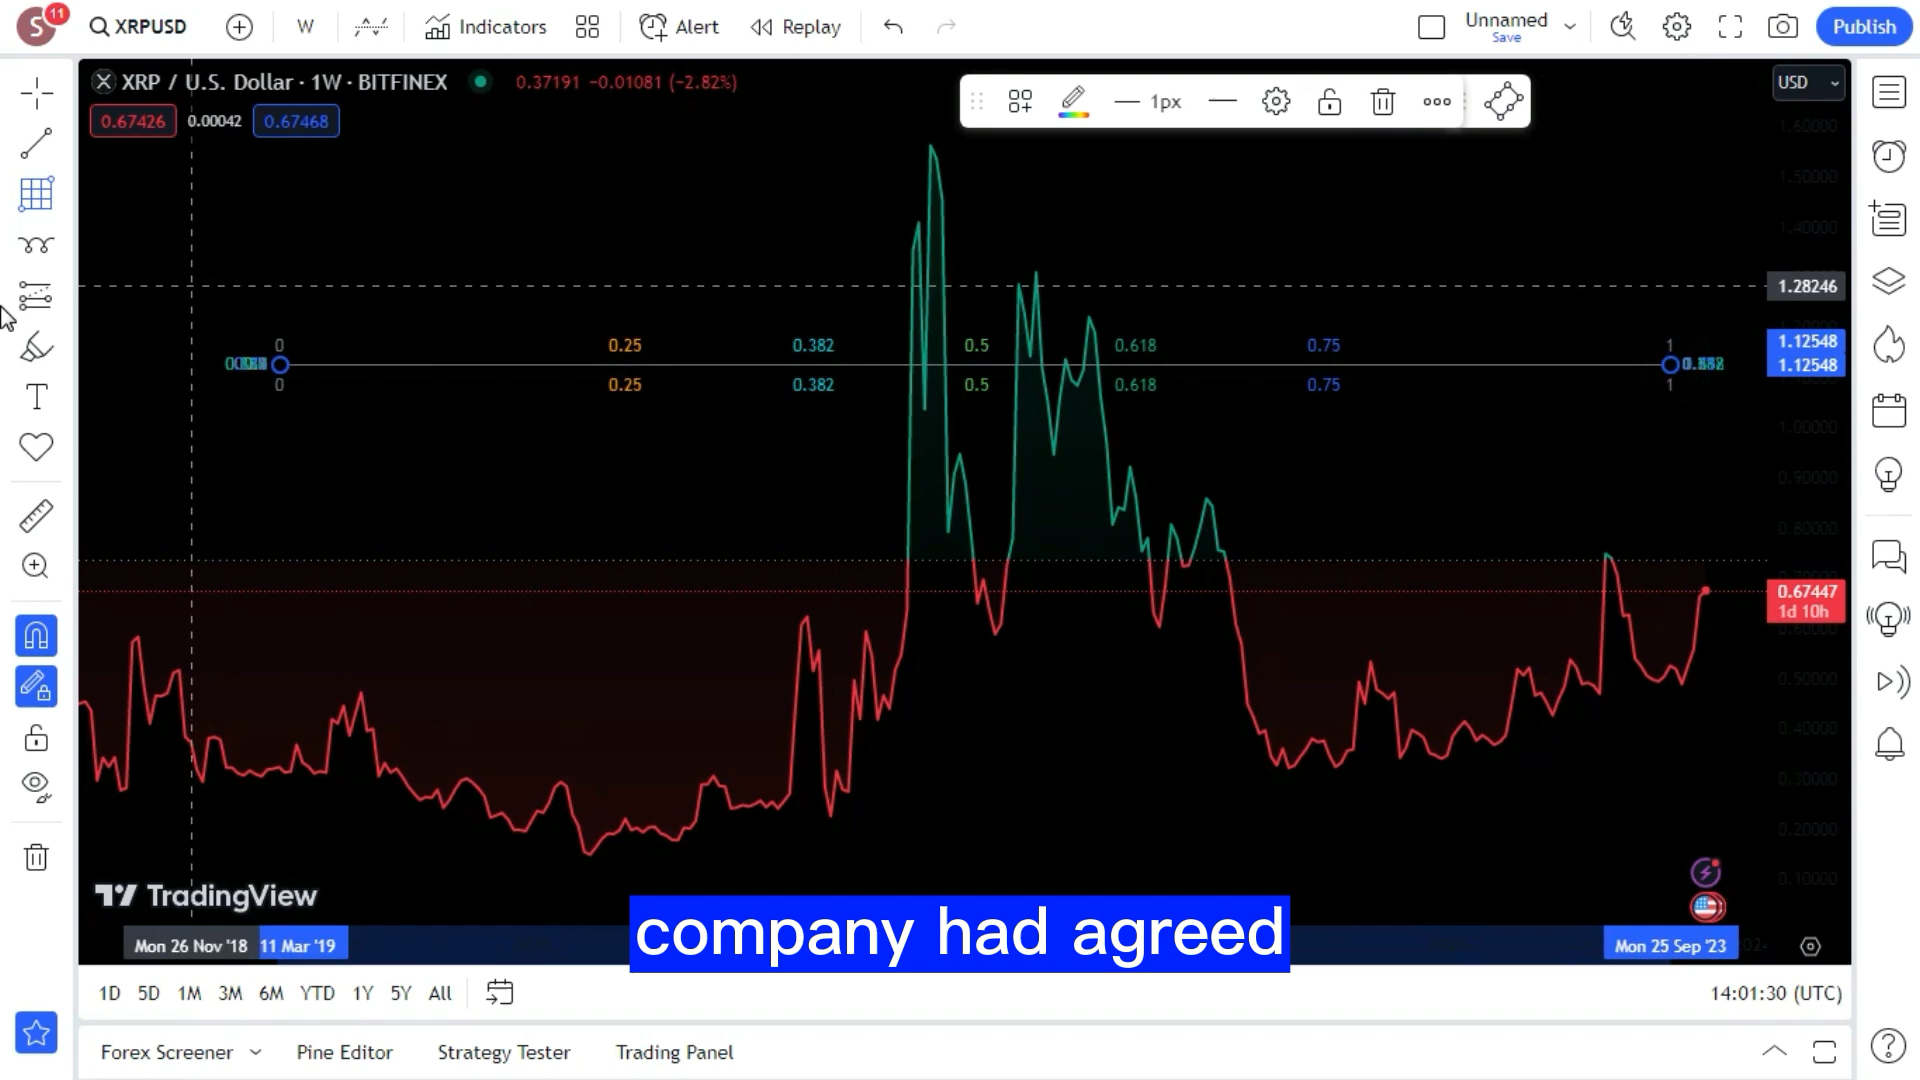 S 11 XRPUSD W Indicators Alert Replay Unnamed Save Publish
XRP / U.S. Dollar · 1W · BITFINEX 0.37191 −0.01081 (−2.82%)
1px
USD
0.67426 0.00042 0.67468
1.60000
1.50000
1.40000
1.28246
0 0.25 0.382 0.5 0.618 0.75 1
1.12548
1.12548
0 0.25 0.382 0.5 0.618 0.75 1
1.00000
0.90000
0.80000
0.67447
1d 10h
0.50000
0.40000
0.30000
0.20000
0.10000
TradingView
company had agreed
Mon 26 Nov '18 11 Mar '19 Mon 25 Sep '23
1D 5D 1M 3M 6M YTD 1Y 5Y All 14:01:30 (UTC)
Forex Screener Pine Editor Strategy Tester Trading Panel